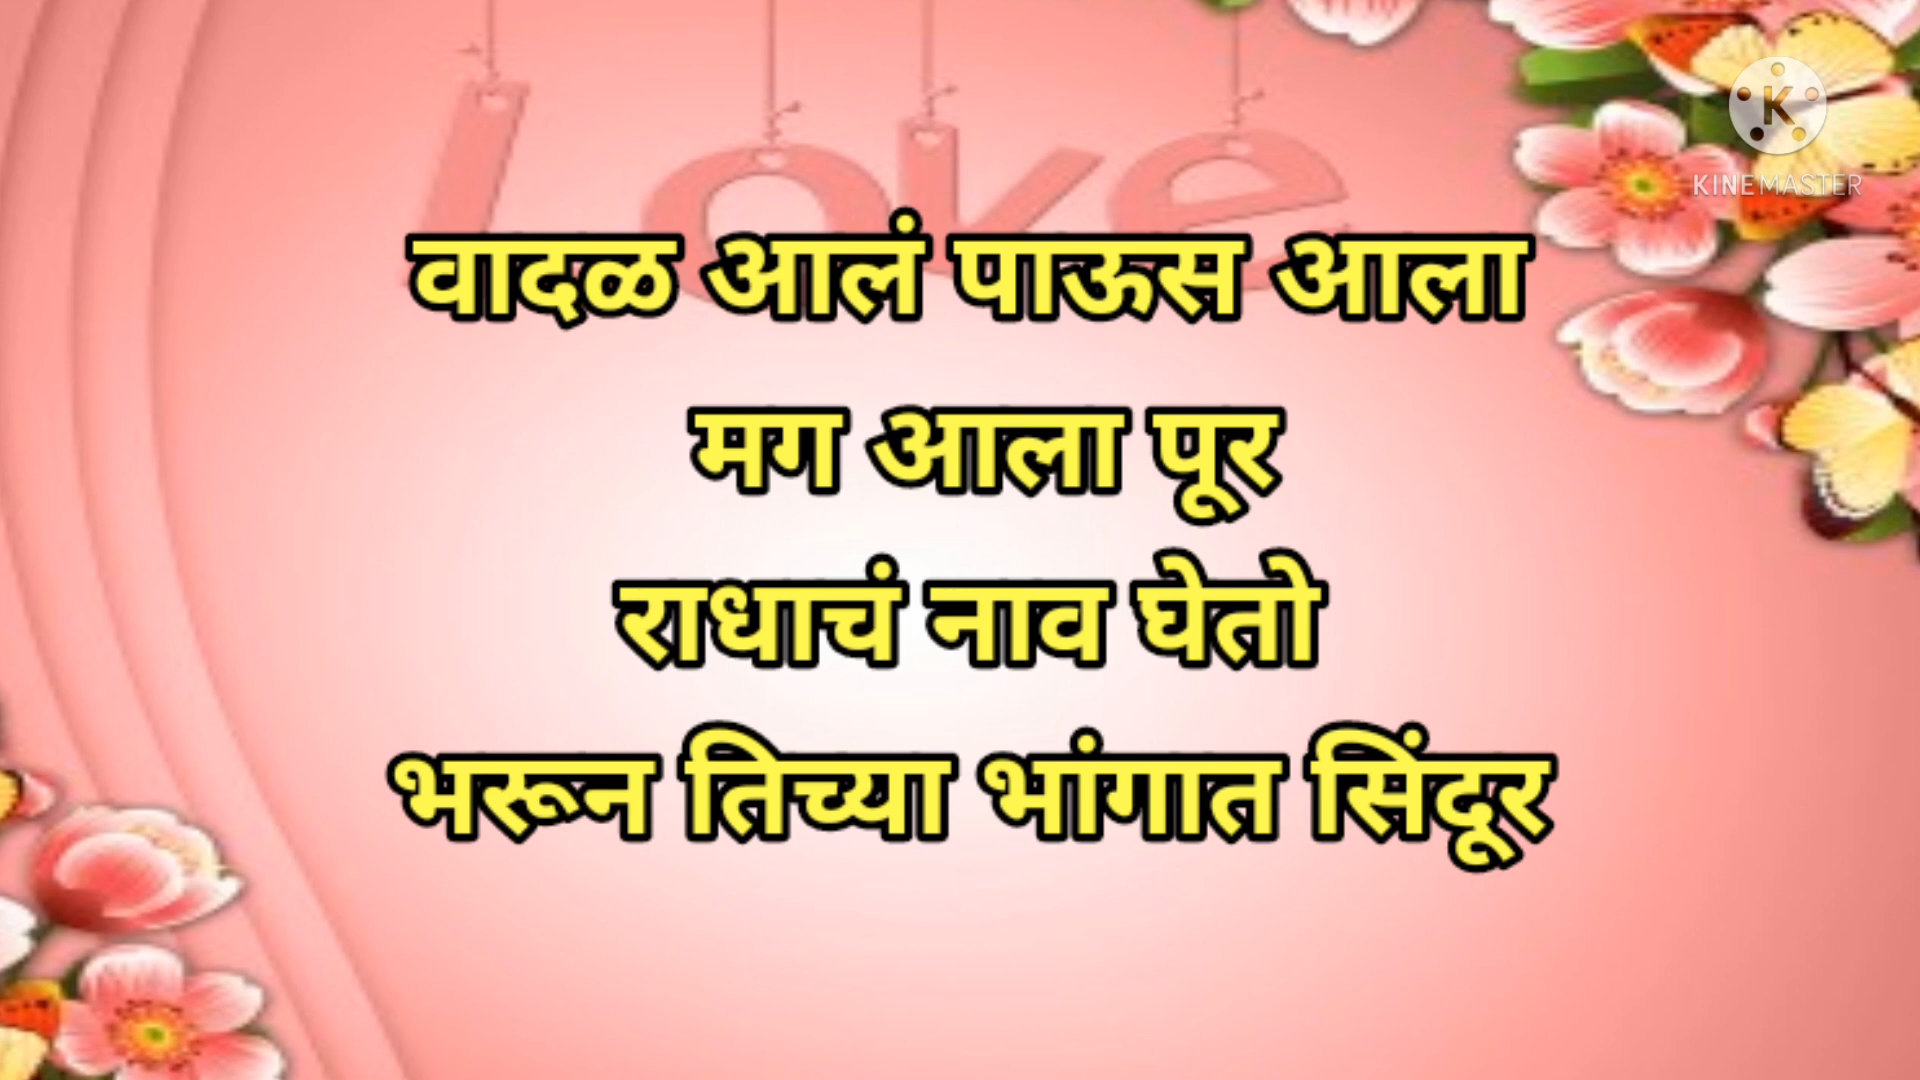 Love
KINEMASTER
वादळ आलं पाऊस आला
मग आला पूर
राधाचं नाव घेतो
भरून तिच्या भांगात सिंदूर